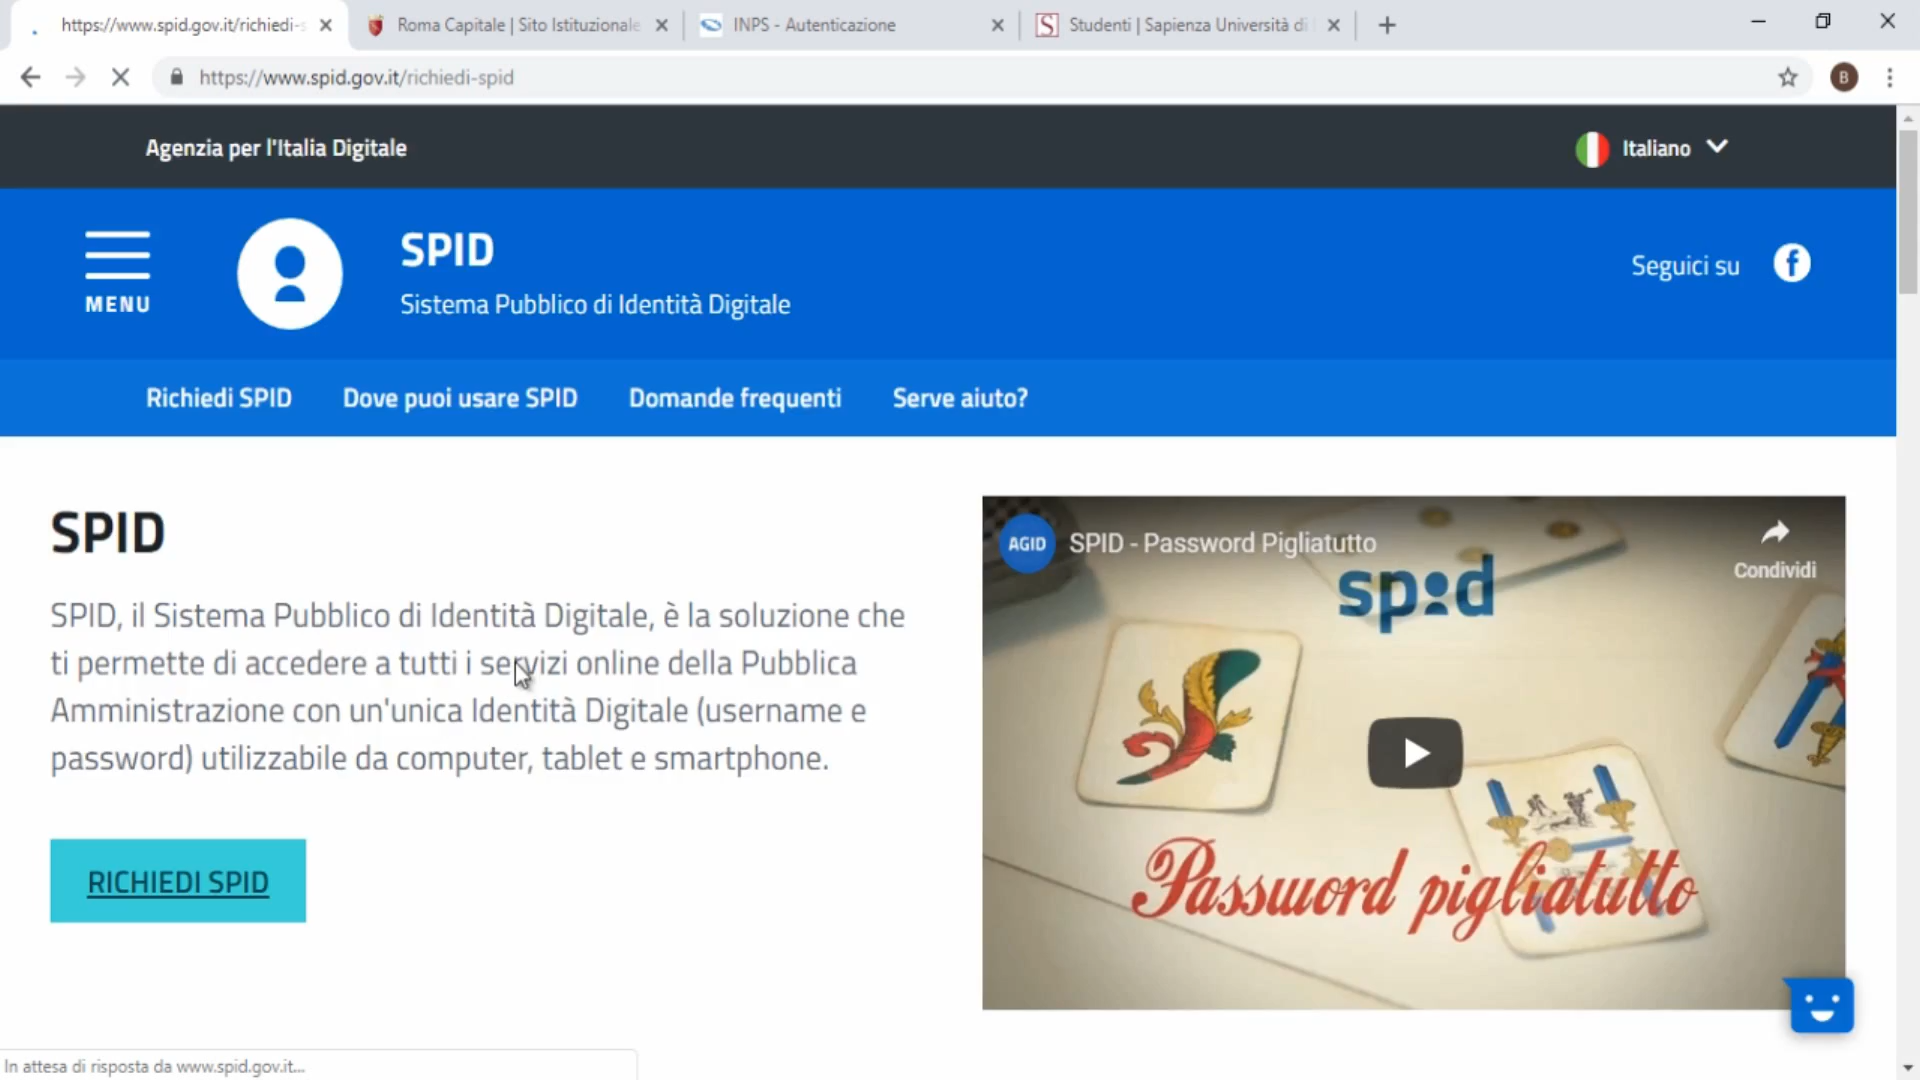 https://www.spid.gov.it/richiedi-s
Roma Capitale | Sito Istituzionale
INPS - Autenticazione
Studenti | Sapienza Università di
https://www.spid.gov.it/richiedi-spid
B
Agenzia per l'Italia Digitale
Italiano
MENU
SPID
Sistema Pubblico di Identità Digitale
Seguici su
Richiedi SPID
Dove puoi usare SPID
Domande frequenti
Serve aiuto?
SPID
SPID, il Sistema Pubblico di Identità Digitale, è la soluzione che
ti permette di accedere a tutti i servizi online della Pubblica
Amministrazione con un'unica Identità Digitale (username e
password) utilizzabile da computer, tablet e smartphone.
RICHIEDI SPID
AGID
SPID - Password Pigliatutto
Condividi
spid
Password pigliatutto
In attesa di risposta da www.spid.gov.it...